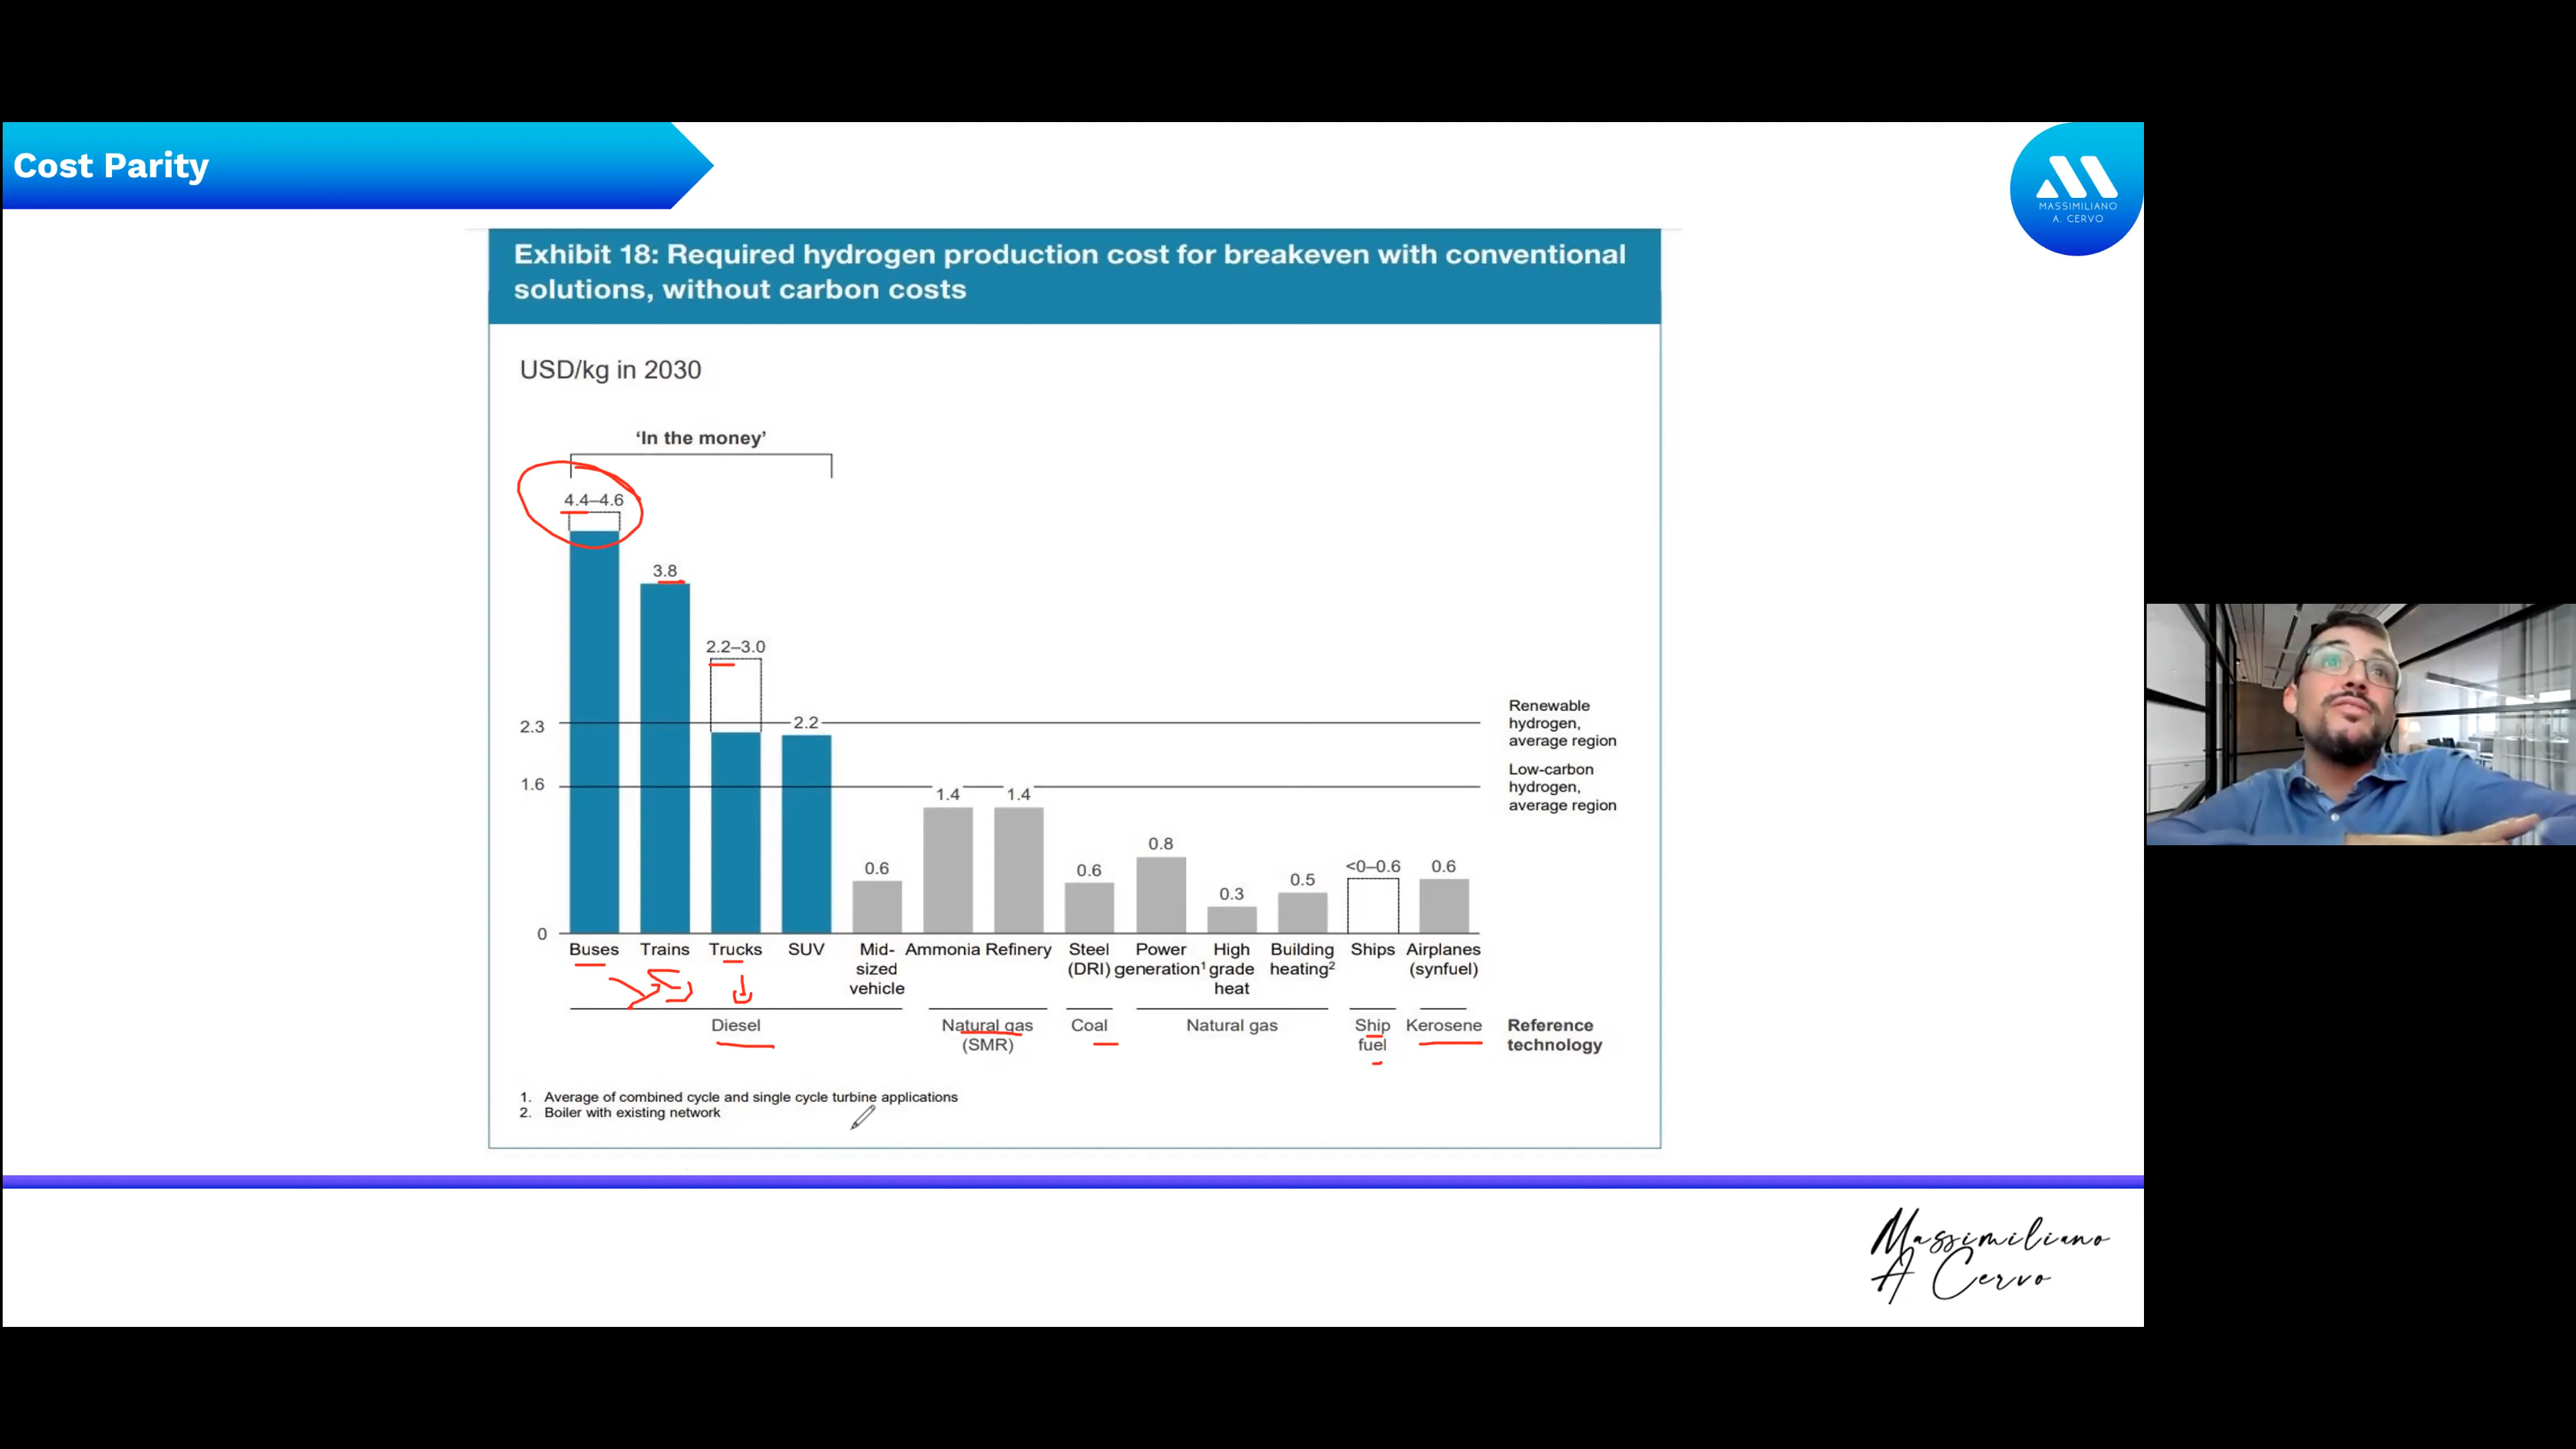 Cost Parity
MASSIMILIANO
A. CERVO
Exhibit 18: Required hydrogen production cost for breakeven with conventional
solutions, without carbon costs
USD/kg in 2030
‘In the money’
4.4–4.6
3.8
2.2–3.0
2.3
2.2
1.6
1.4
1.4
0.6
0.6
0.8
0.3
0.5
<0–0.6
0.6
0
Renewable
hydrogen,
average region
Low-carbon
hydrogen,
average region
Buses
Trains
Trucks
SUV
Mid-
sized
vehicle
Ammonia
Refinery
Steel
(DRI)
Power
generation¹
High
grade
heat
Building
heating²
Ships
Airplanes
(synfuel)
Diesel
Natural gas
(SMR)
Coal
Natural gas
Ship
fuel
Kerosene
Reference
technology
1. Average of combined cycle and single cycle turbine applications
2. Boiler with existing network
Massimiliano
A Cervo